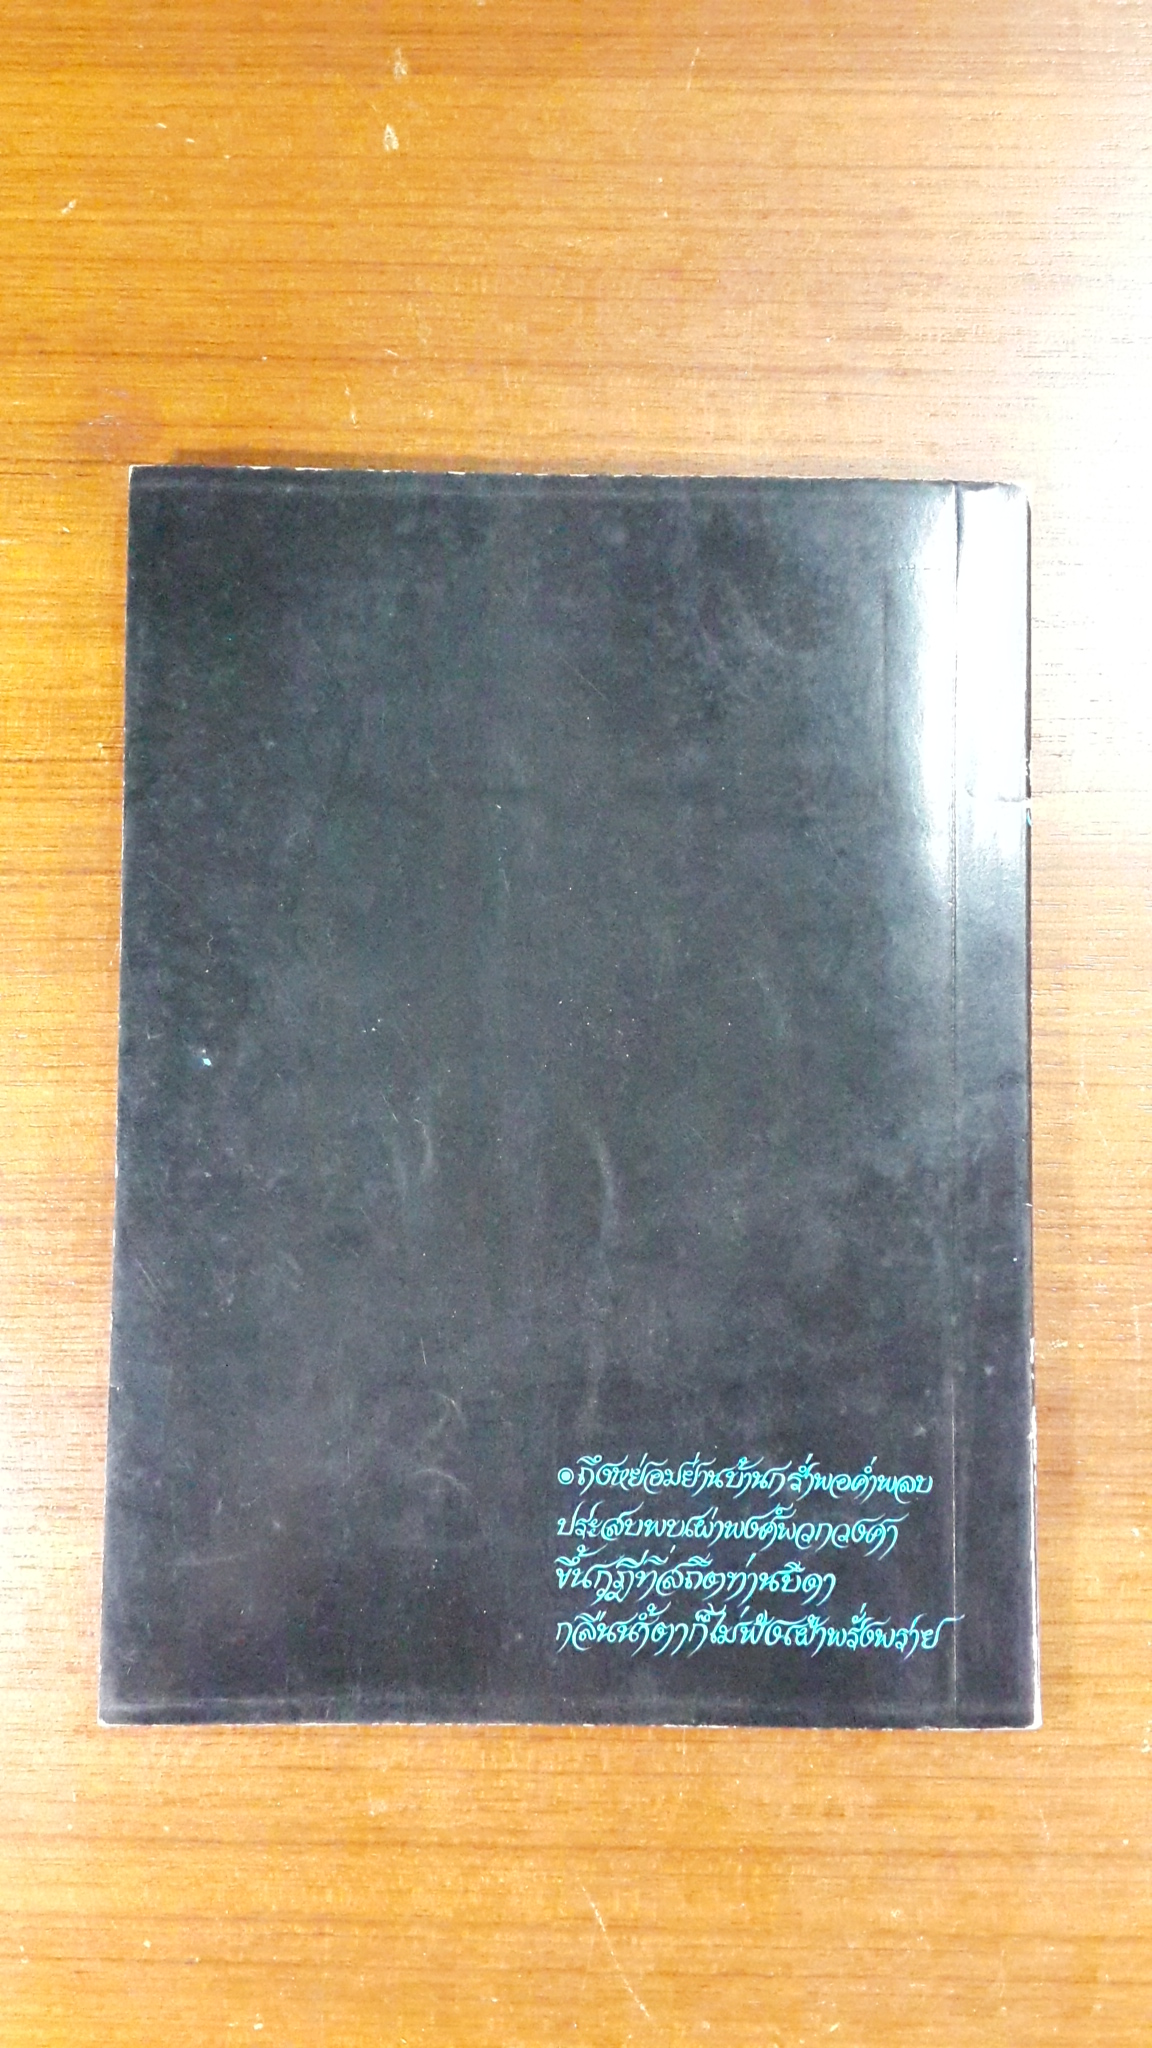 ๏ ถึงหย่อมย่านบ้านกร่ำพอค่ำพลบ
ประสบพบเผ่าพงศ์พวกวงศา
ขึ้นกุฎีที่สถิตท่านบิดา
กลืนน้ำตาก็ไม่ฟังเฝ้าพรั่งพราย